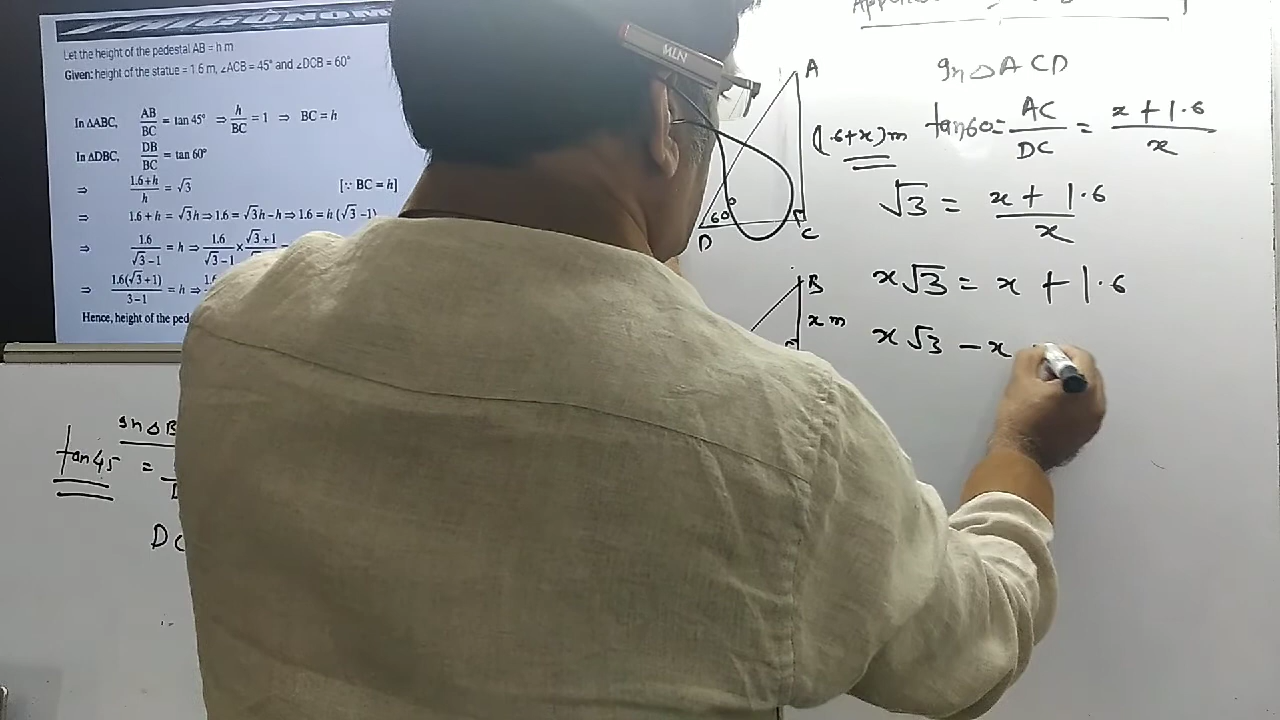 Let the height of the pedestal AB = h m
Given: height of the statue = 1.6 m, ∠ACB = 45° and ∠DCB = 60°
In ΔABC, AB/BC = tan 45° ⇒ h/BC = 1 ⇒ BC = h
In ΔDBC, DB/BC = tan 60°
⇒ 1.6+h/h = √3 [∵ BC = h]
⇒ 1.6 + h = √3h ⇒ 1.6 = √3h – h ⇒ 1.6 = h (√3 –1)
⇒ 1.6/√3–1 = h ⇒ 1.6/√3–1 × √3+1
⇒ 1.6(√3+1)/3–1 = h ⇒
Hence, height of the
tan45 =
DC
A
(1.6+x)m
60°
D
C
B
x m
In Δ ACD
tan60 = AC/DC = x+1.6/x
√3 = x+1.6/x
x√3 = x + 1.6
x√3 – x
MLN